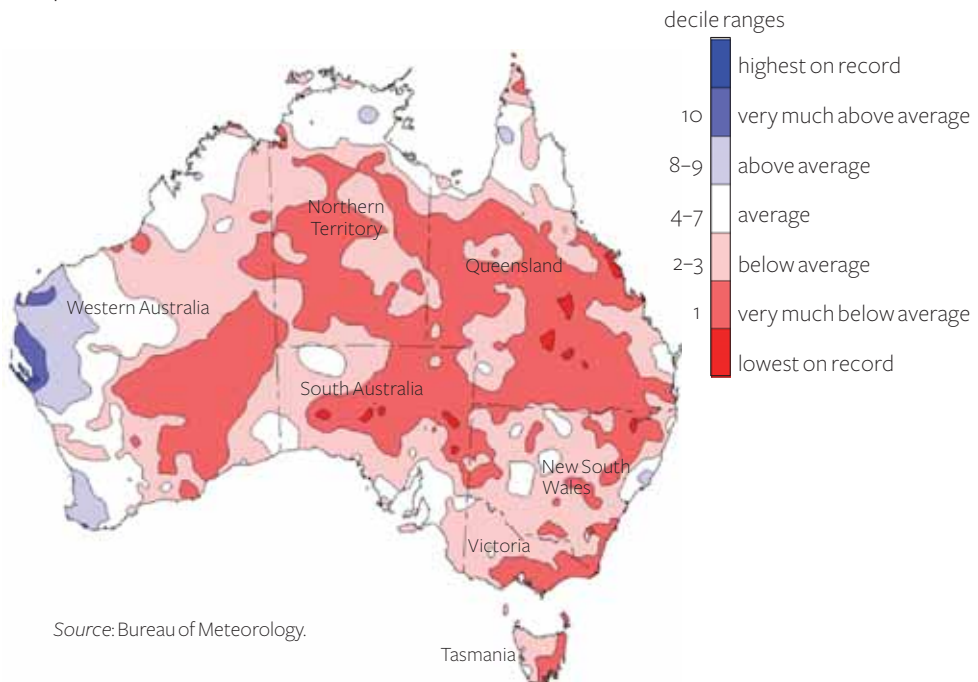 decile ranges
highest on record
10 very much above average
8–9 above average
4–7 average
2–3 below average
1 very much below average
lowest on record
Northern
Territory
Queensland
Western Australia
South Australia
New South
Wales
Victoria
Source: Bureau of Meteorology.
Tasmania